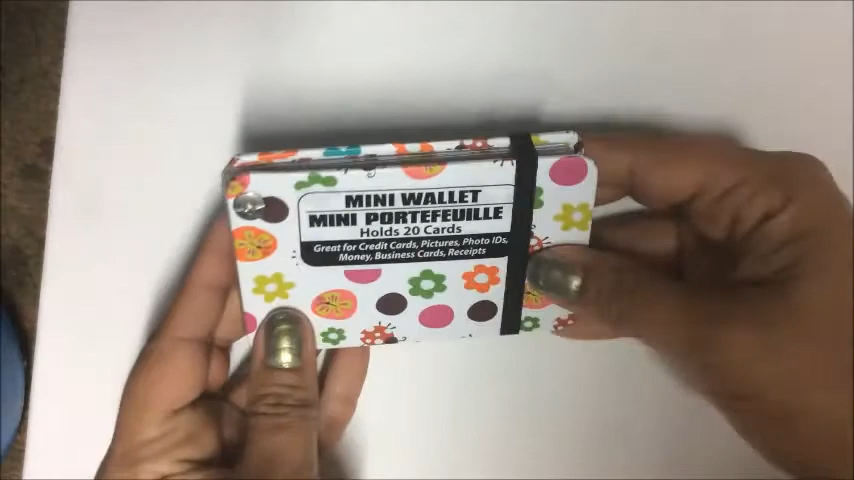 MINI WALLET
MINI PORTEFEUILLE
Holds 20 Cards
Great for Credit Cards, Pictures, Photo IDs,
Money, Business Cards, Receipts